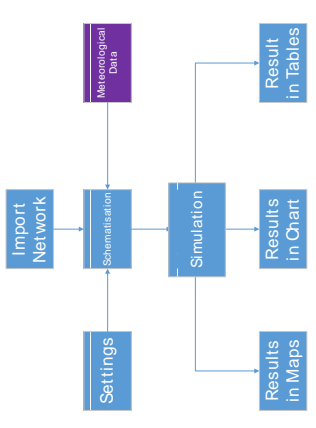 Import
Network
Settings
Schematisation
Meteorological
Data
Simulation
Results
in Maps
Results
in Chart
Result
in Tables